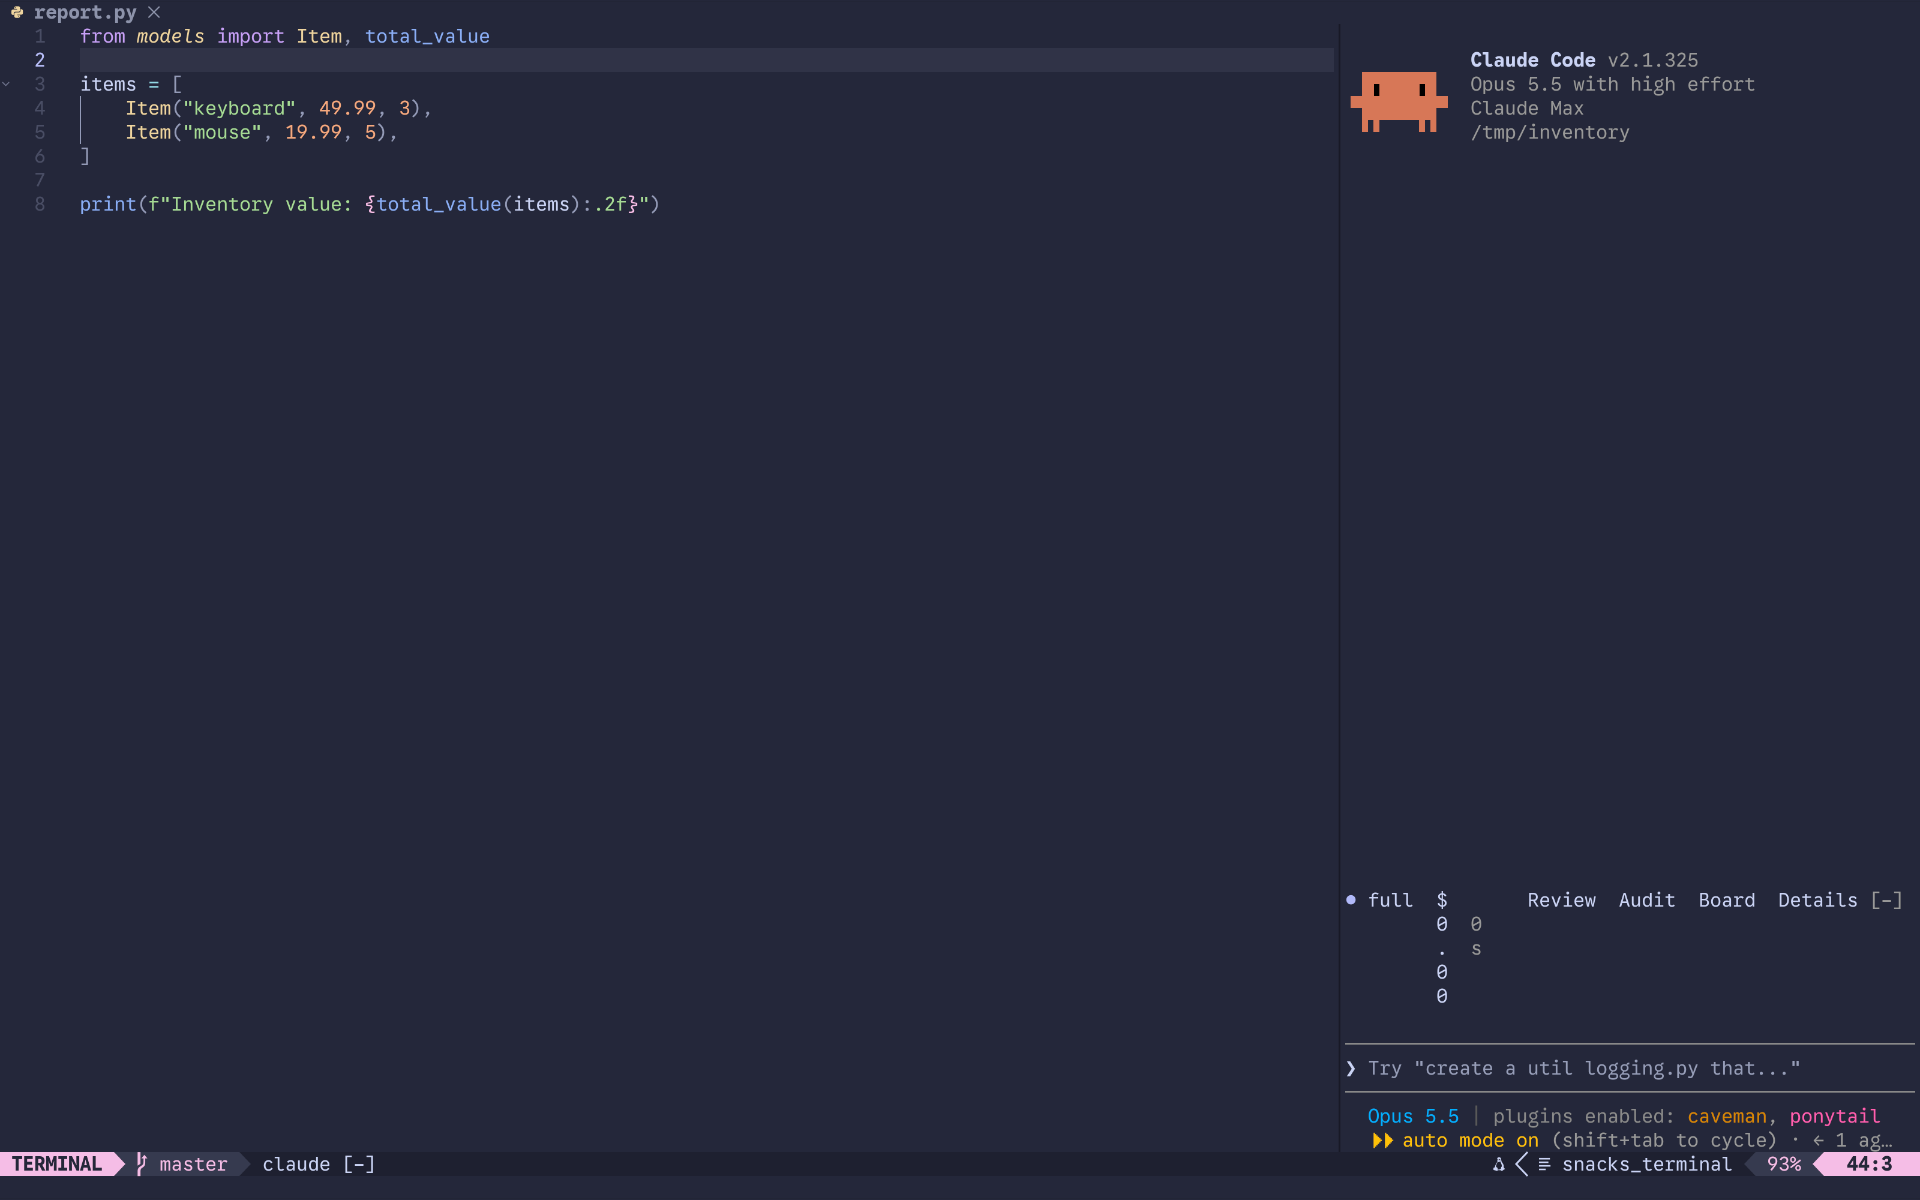 report.py ×
1 from models import Item, total_value
2
3 items = [
4 Item("keyboard", 49.99, 3),
5 Item("mouse", 19.99, 5),
6 ]
7
8 print(f"Inventory value: {total_value(items):.2f}")
Claude Code v2.1.325
Opus 5.5 with high effort
Claude Max
/tmp/inventory
● full $ Review Audit Board Details [-]
0 0
. s
0
0
❯ Try "create a util logging.py that..."
Opus 5.5 │ plugins enabled: caveman, ponytail
⏵⏵ auto mode on (shift+tab to cycle) · ← 1 ag…
TERMINAL master claude [-] snacks_terminal 93% 44:3